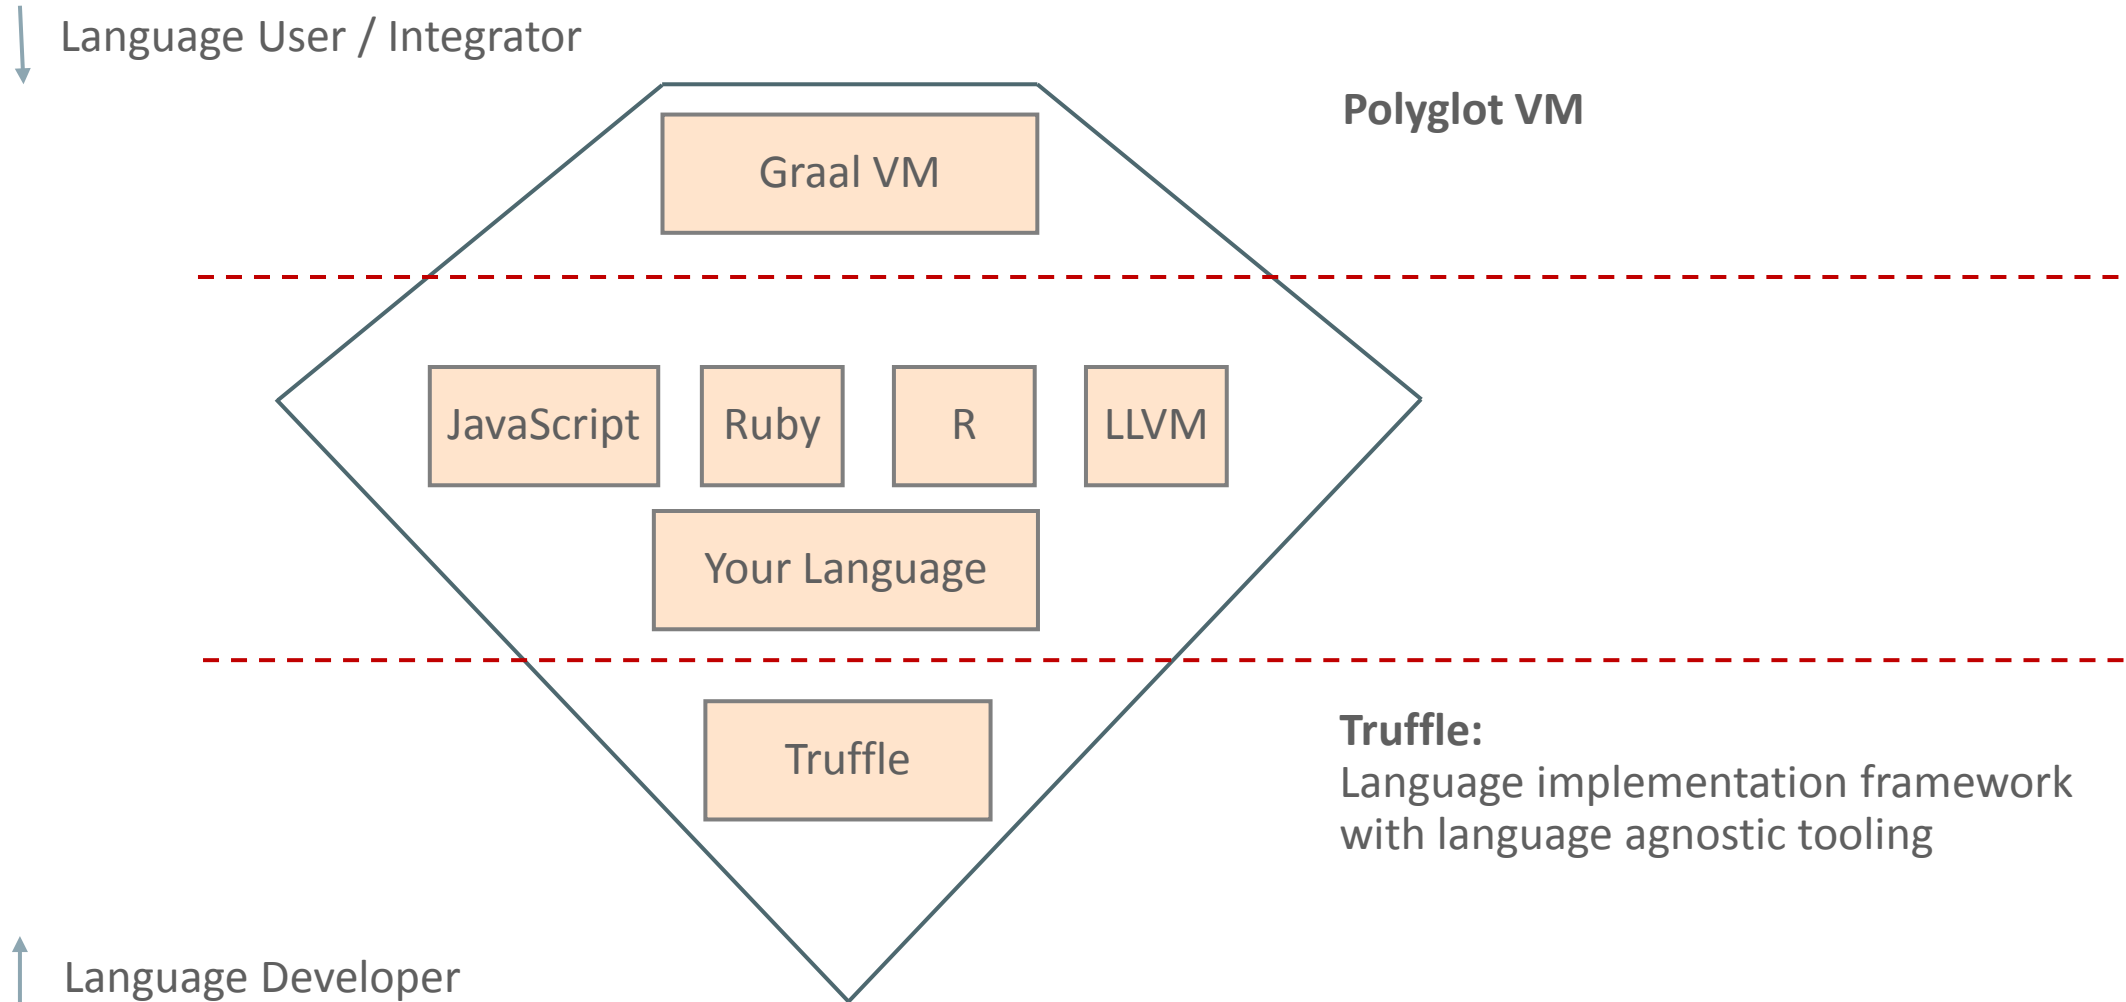 Language User / Integrator
Polyglot VM
Graal VM
JavaScript
Ruby
R
LLVM
Your Language
Truffle
Truffle:
Language implementation framework
with language agnostic tooling
Language Developer